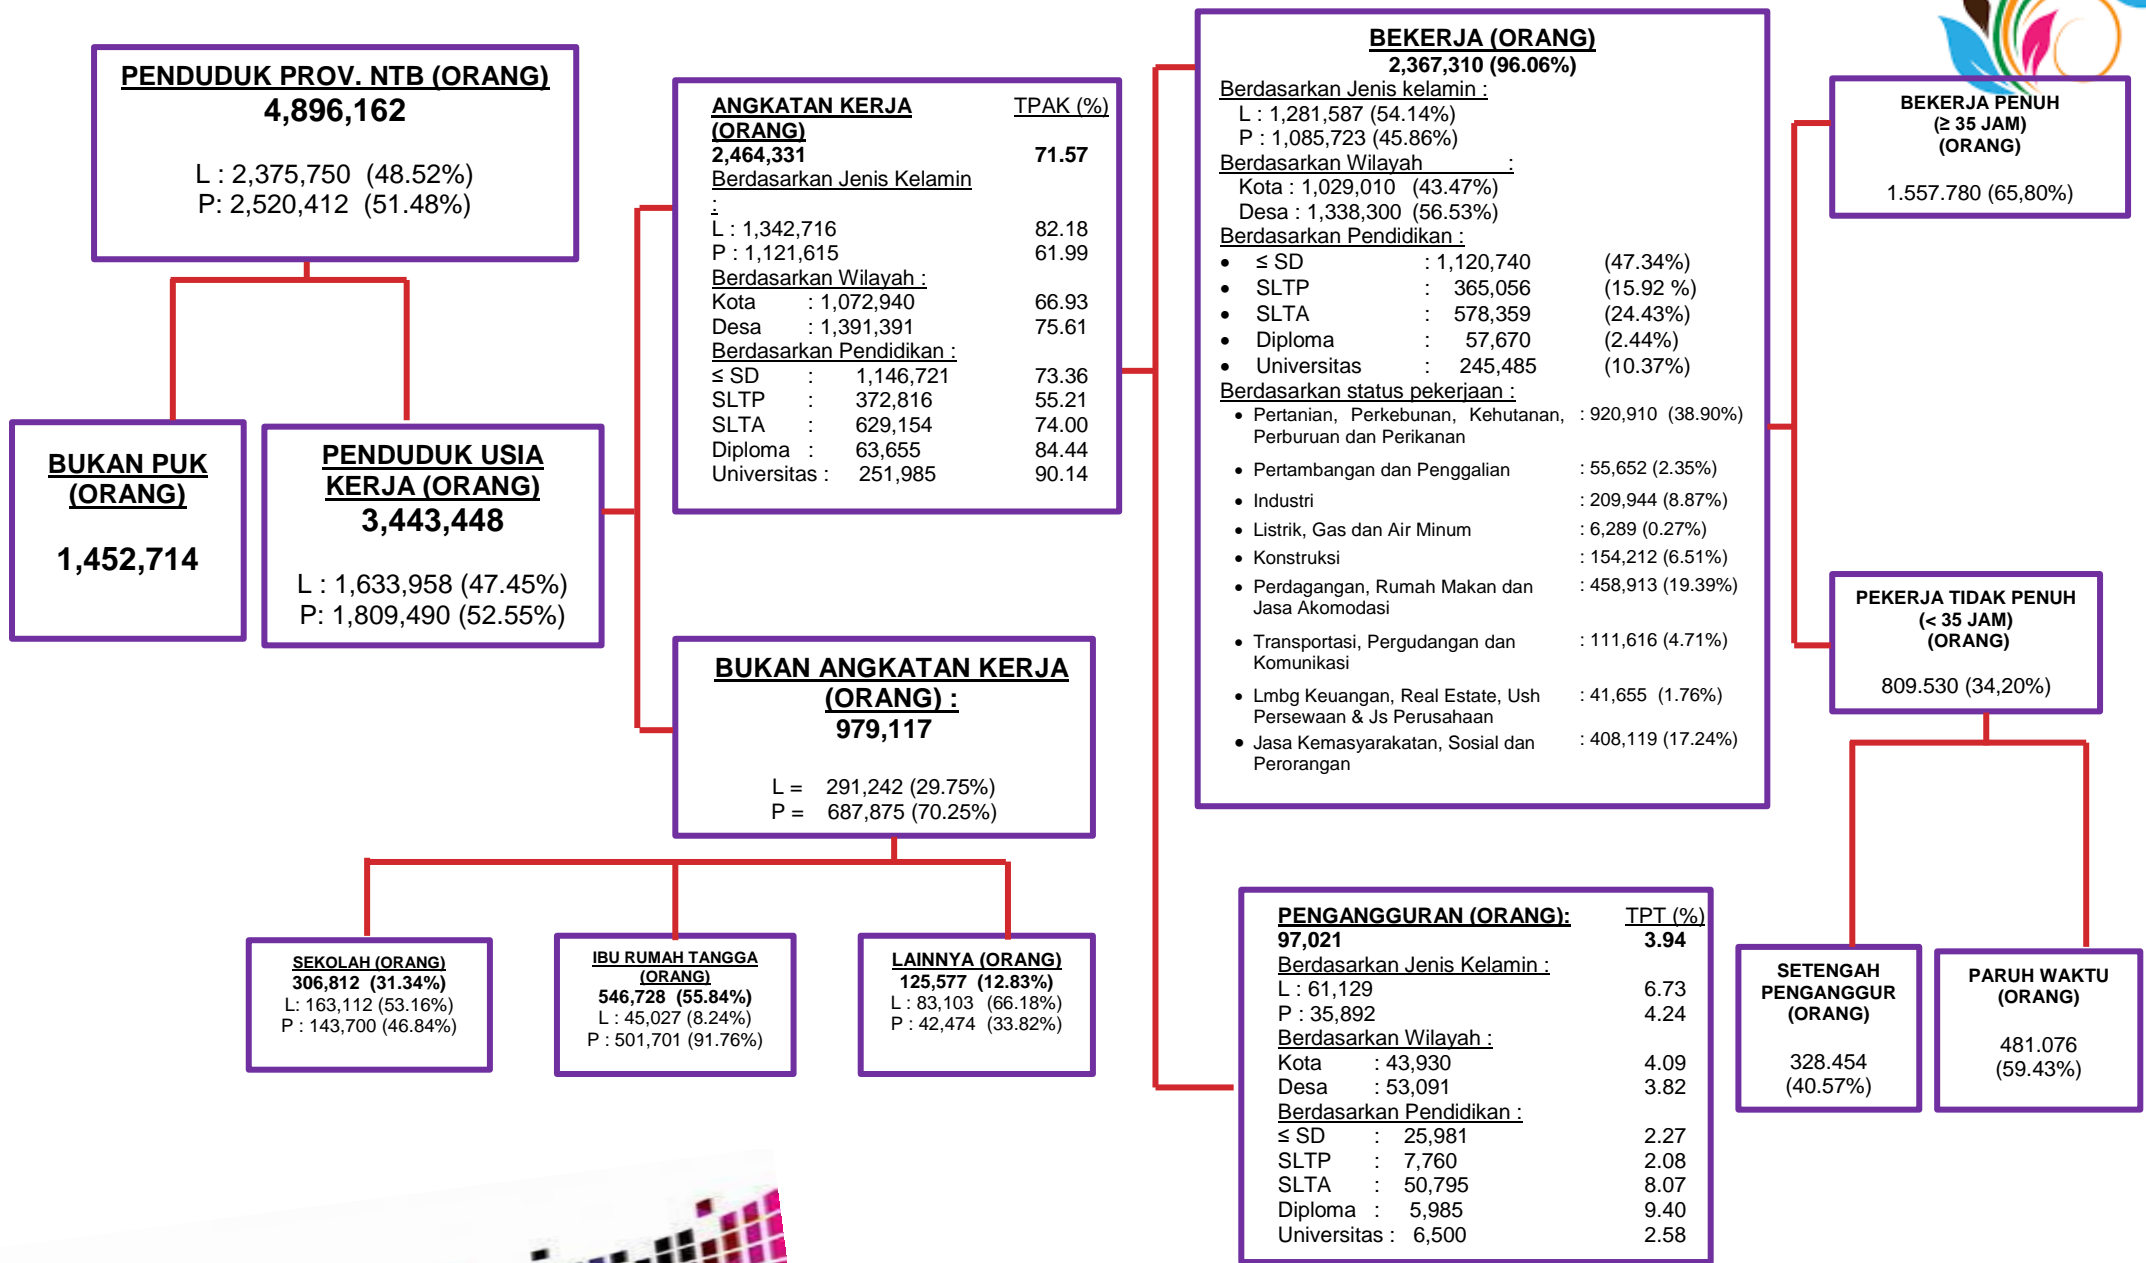 PENDUDUK PROV. NTB (ORANG)
4,896,162
L : 2,375,750 (48.52%)
P: 2,520,412 (51.48%)
BUKAN PUK
(ORANG)
1,452,714
PENDUDUK USIA
KERJA (ORANG)
3,443,448
L : 1,633,958 (47.45%)
P: 1,809,490 (52.55%)
ANGKATAN KERJA TPAK (%)
(ORANG)
2,464,331 71.57
Berdasarkan Jenis Kelamin
:
L : 1,342,716 82.18
P : 1,121,615 61.99
Berdasarkan Wilayah :
Kota : 1,072,940 66.93
Desa : 1,391,391 75.61
Berdasarkan Pendidikan :
≤ SD : 1,146,721 73.36
SLTP : 372,816 55.21
SLTA : 629,154 74.00
Diploma : 63,655 84.44
Universitas : 251,985 90.14
BUKAN ANGKATAN KERJA
(ORANG) :
979,117
L = 291,242 (29.75%)
P = 687,875 (70.25%)
SEKOLAH (ORANG)
306,812 (31.34%)
L: 163,112 (53.16%)
P : 143,700 (46.84%)
IBU RUMAH TANGGA
(ORANG)
546,728 (55.84%)
L : 45,027 (8.24%)
P : 501,701 (91.76%)
LAINNYA (ORANG)
125,577 (12.83%)
L : 83,103 (66.18%)
P : 42,474 (33.82%)
BEKERJA (ORANG)
2,367,310 (96.06%)
Berdasarkan Jenis kelamin :
L : 1,281,587 (54.14%)
P : 1,085,723 (45.86%)
Berdasarkan Wilayah :
Kota : 1,029,010 (43.47%)
Desa : 1,338,300 (56.53%)
Berdasarkan Pendidikan :
• ≤ SD : 1,120,740 (47.34%)
• SLTP : 365,056 (15.92 %)
• SLTA : 578,359 (24.43%)
• Diploma : 57,670 (2.44%)
• Universitas : 245,485 (10.37%)
Berdasarkan status pekerjaan :
• Pertanian, Perkebunan, Kehutanan, : 920,910 (38.90%)
Perburuan dan Perikanan
• Pertambangan dan Penggalian : 55,652 (2.35%)
• Industri : 209,944 (8.87%)
• Listrik, Gas dan Air Minum : 6,289 (0.27%)
• Konstruksi : 154,212 (6.51%)
• Perdagangan, Rumah Makan dan : 458,913 (19.39%)
Jasa Akomodasi
• Transportasi, Pergudangan dan : 111,616 (4.71%)
Komunikasi
• Lmbg Keuangan, Real Estate, Ush : 41,655 (1.76%)
Persewaan & Js Perusahaan
• Jasa Kemasyarakatan, Sosial dan : 408,119 (17.24%)
Perorangan
PENGANGGURAN (ORANG): TPT (%)
97,021 3.94
Berdasarkan Jenis Kelamin :
L : 61,129 6.73
P : 35,892 4.24
Berdasarkan Wilayah :
Kota : 43,930 4.09
Desa : 53,091 3.82
Berdasarkan Pendidikan :
≤ SD : 25,981 2.27
SLTP : 7,760 2.08
SLTA : 50,795 8.07
Diploma : 5,985 9.40
Universitas : 6,500 2.58
BEKERJA PENUH
(≥ 35 JAM)
(ORANG)
1.557.780 (65,80%)
PEKERJA TIDAK PENUH
(< 35 JAM)
(ORANG)
809.530 (34,20%)
SETENGAH
PENGANGGUR
(ORANG)
328.454
(40.57%)
PARUH WAKTU
(ORANG)
481.076
(59.43%)